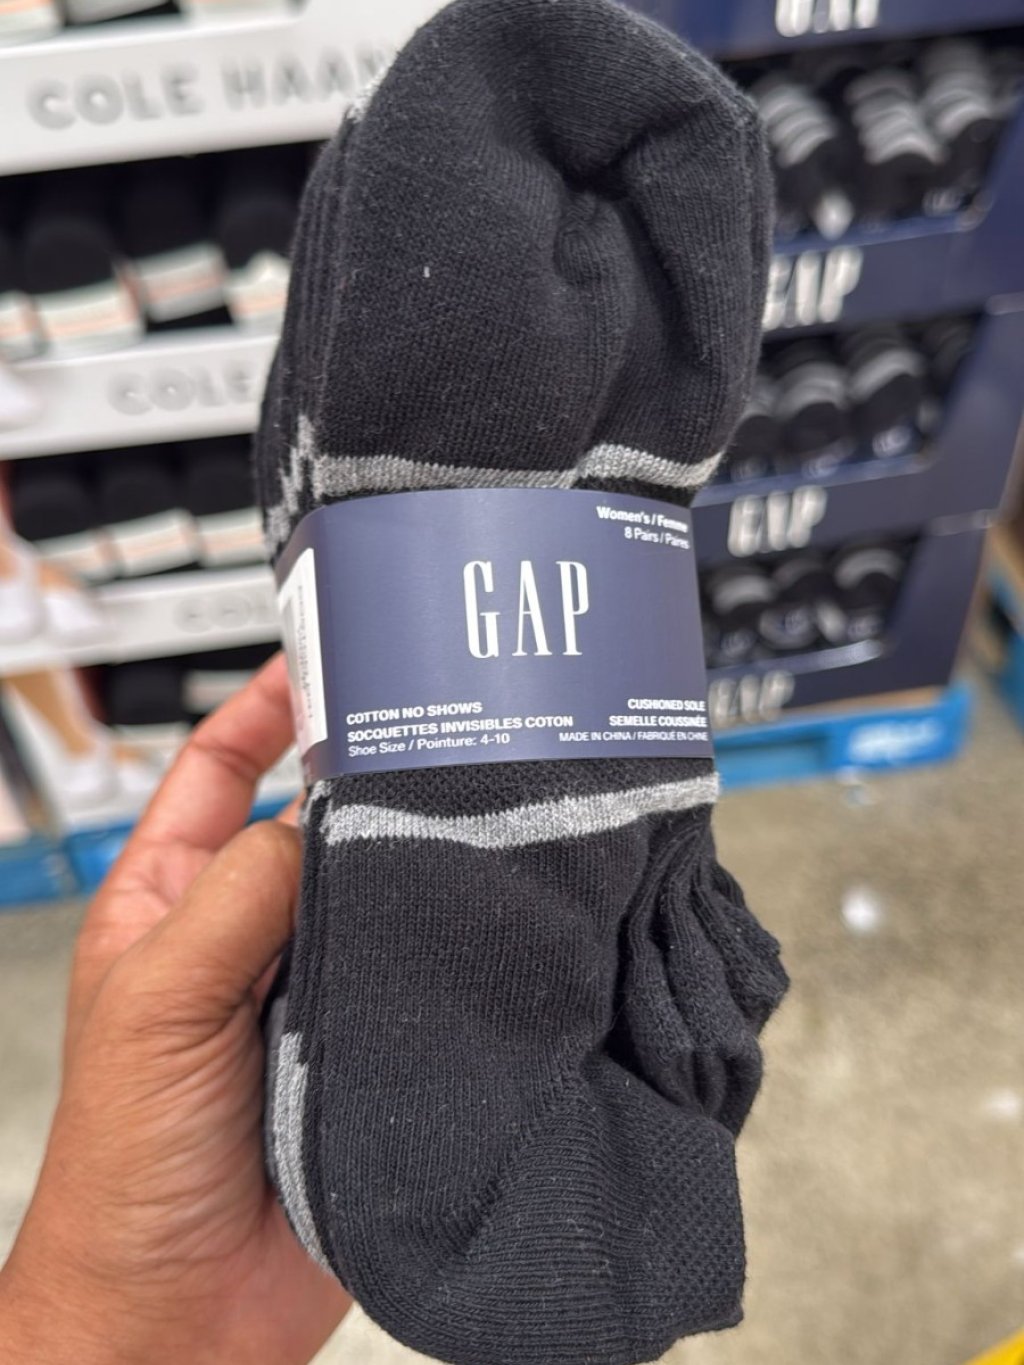 COLE HAAN
GAP
COLE
GAP
GAP
Women's / Femme
8 Pairs / Paires
GAP
COTTON NO SHOWS
SOCQUETTES INVISIBLES COTON
Shoe Size / Pointure: 4-10
CUSHIONED SOLE
SEMELLE COUSSINÉE
MADE IN CHINA / FABRIQUÉ EN CHINE
GAP